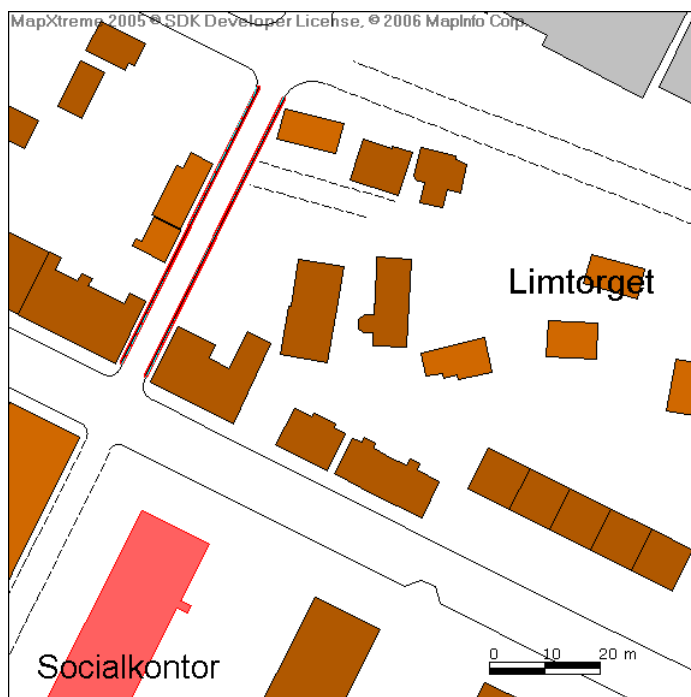 MapXtreme 2005 ® SDK Developer License, © 2006 MapInfo Corp.
Limtorget
Socialkontor
0 10 20 m